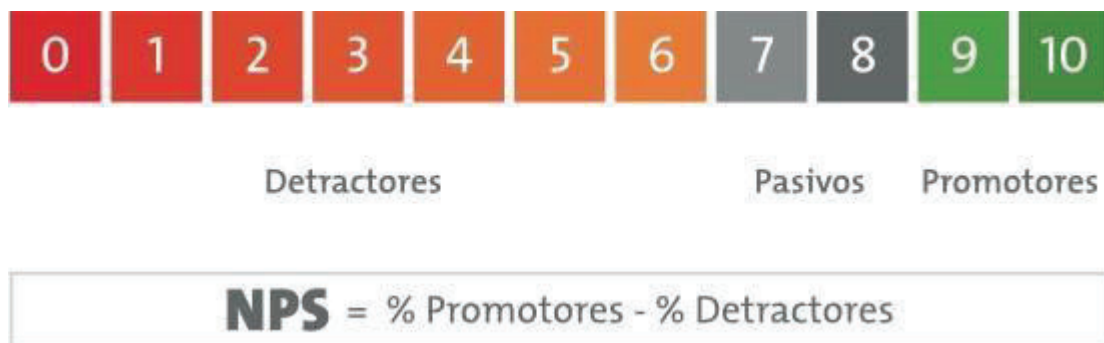 0 1 2 3 4 5 6 7 8 9 10
Detractores Pasivos Promotores
NPS = % Promotores - % Detractores